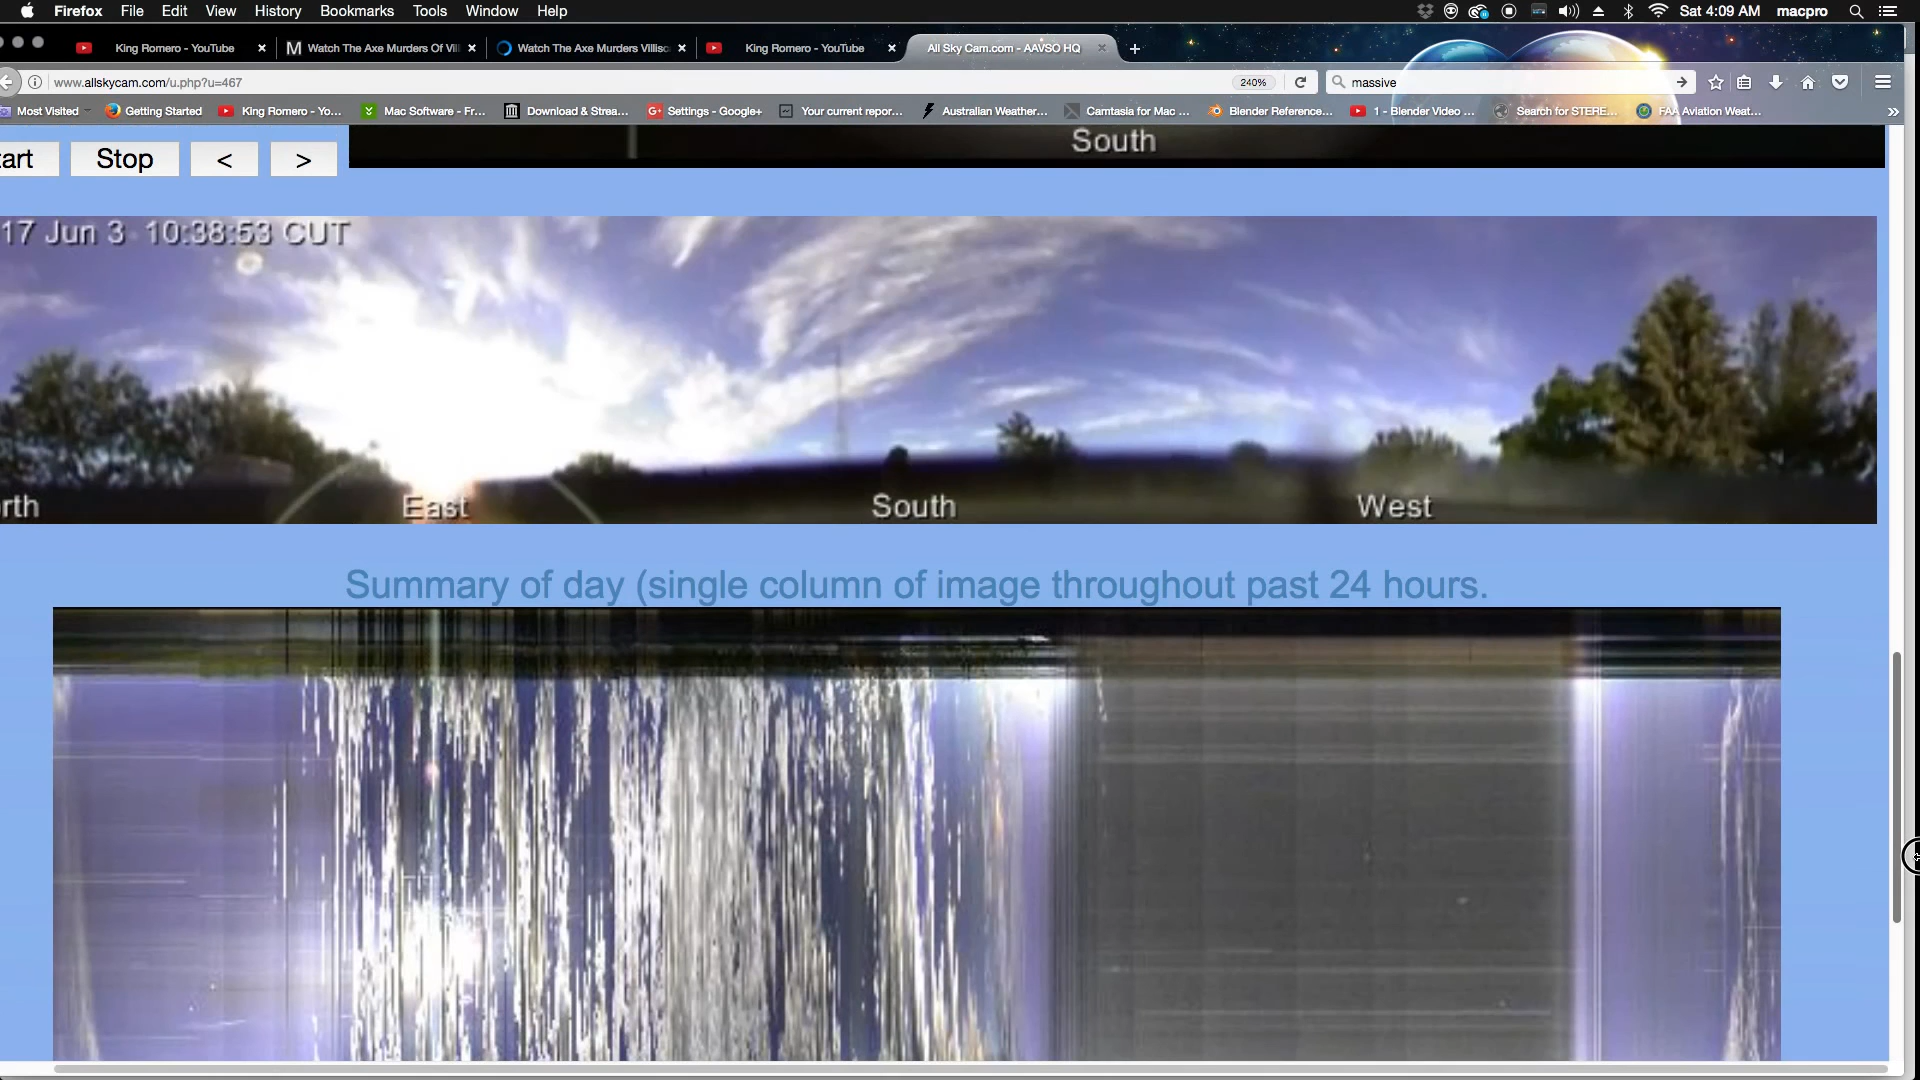 Firefox File Edit View History Bookmarks Tools Window Help Sat 4:09 AM macpro
King Romero - YouTube Watch The Axe Murders Of Vil Watch The Axe Murders Villisc King Romero - YouTube All Sky Cam.com - AAVSO HQ
www.allskycam.com/u.php?u=467 240% massive
Most Visited Getting Started King Romero - Yo... Mac Software - Fr... Download & Strea... Settings - Google+ Your current repor... Australian Weather... Camtasia for Mac ... Blender Reference... 1 - Blender Video ... Search for STERE... FAA Aviation Weat...
South
art Stop < >
17 Jun 3 10:38:53 CUT
rth East South West
Summary of day (single column of image throughout past 24 hours.